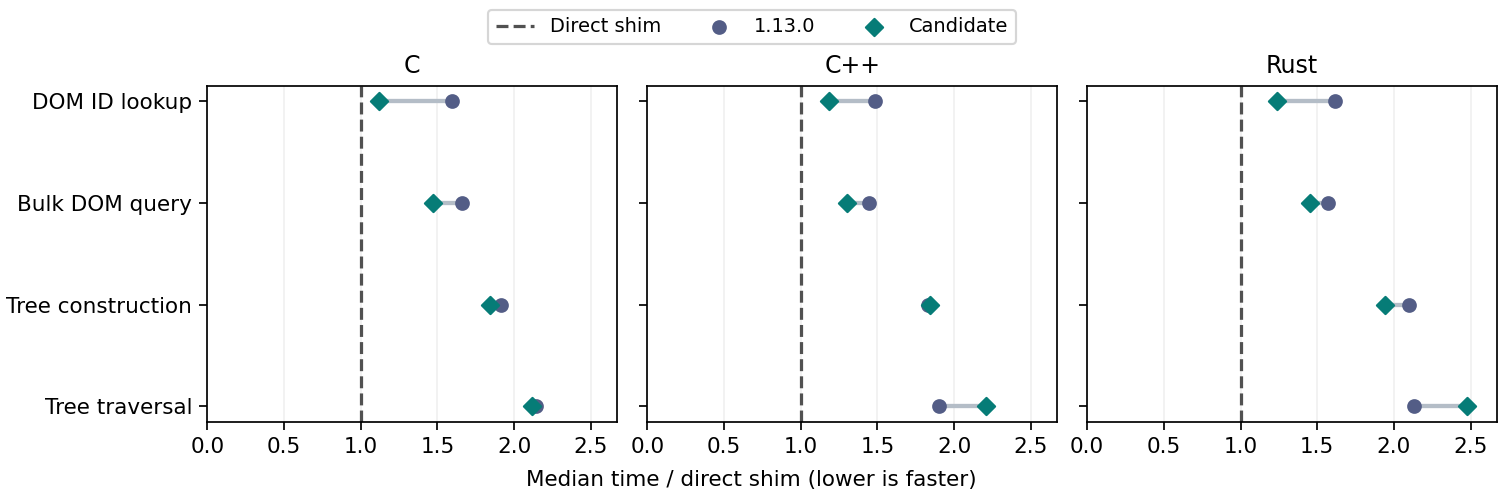 Direct shim 1.13.0 Candidate
C C++ Rust
DOM ID lookup
Bulk DOM query
Tree construction
Tree traversal
0.0 0.5 1.0 1.5 2.0 2.5 0.0 0.5 1.0 1.5 2.0 2.5 0.0 0.5 1.0 1.5 2.0 2.5
Median time / direct shim (lower is faster)